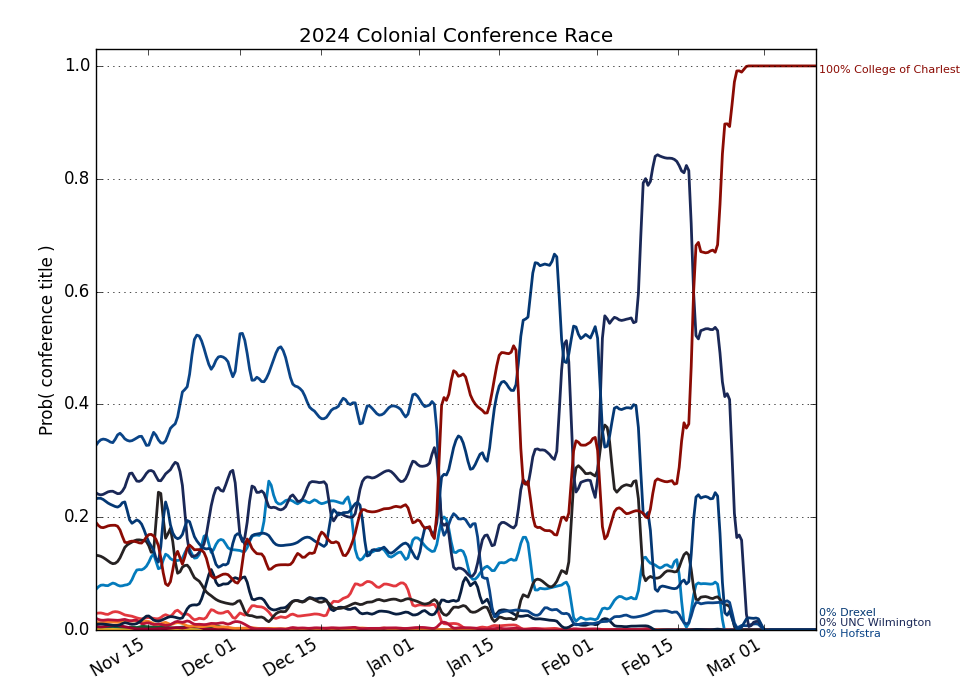 2024 Colonial Conference Race
Prob( conference title )
1.0
0.8
0.6
0.4
0.2
0.0
Nov 15
Dec 01
Dec 15
Jan 01
Jan 15
Feb 01
Feb 15
Mar 01
100% College of Charlest
0% Drexel
0% UNC Wilmington
0% Hofstra